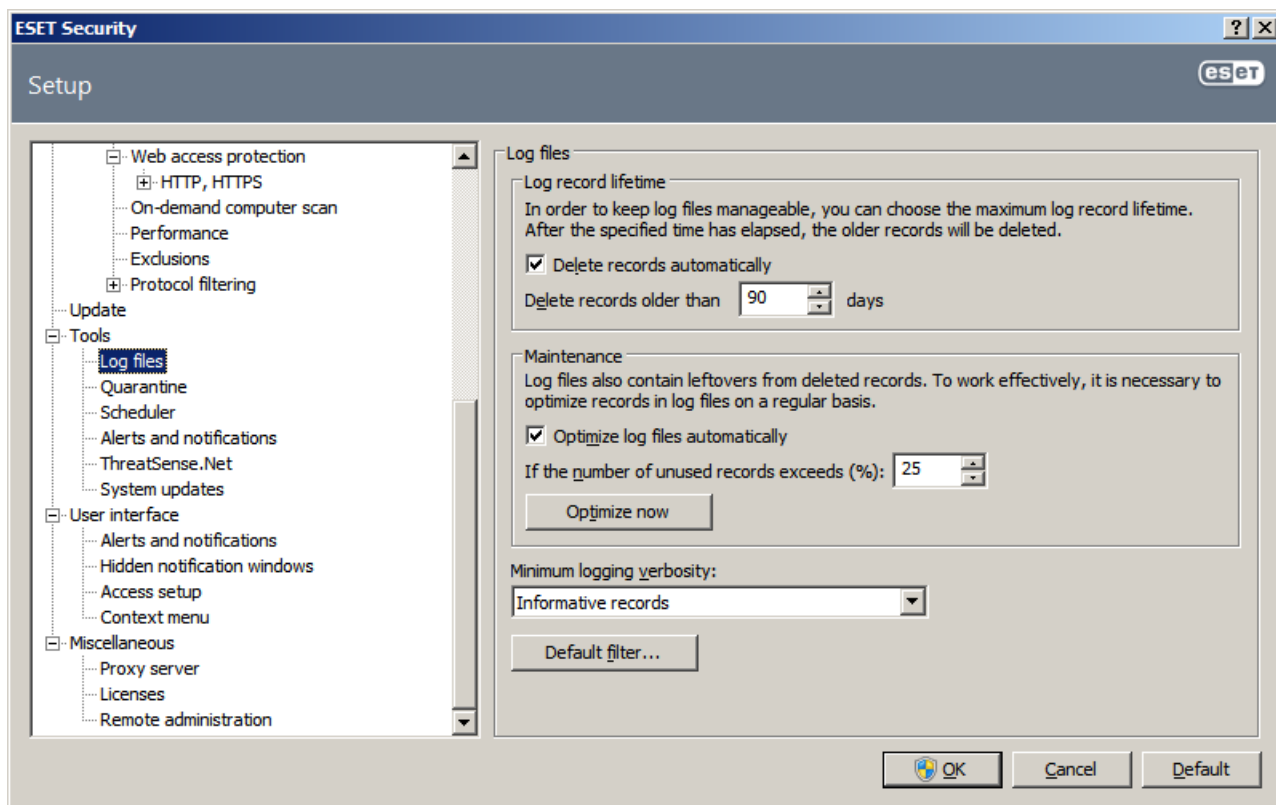 ESET Security
Setup
eset
Web access protection
HTTP, HTTPS
On-demand computer scan
Performance
Exclusions
Protocol filtering
Update
Tools
Log files
Quarantine
Scheduler
Alerts and notifications
ThreatSense.Net
System updates
User interface
Alerts and notifications
Hidden notification windows
Access setup
Context menu
Miscellaneous
Proxy server
Licenses
Remote administration
Log files
Log record lifetime
In order to keep log files manageable, you can choose the maximum log record lifetime.
After the specified time has elapsed, the older records will be deleted.
Delete records automatically
Delete records older than 90 days
Maintenance
Log files also contain leftovers from deleted records. To work effectively, it is necessary to
optimize records in log files on a regular basis.
Optimize log files automatically
If the number of unused records exceeds (%): 25
Optimize now
Minimum logging verbosity:
Informative records
Default filter...
OK Cancel Default